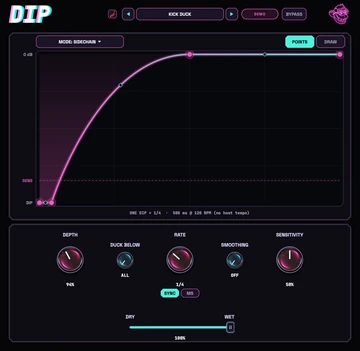 DIP
KICK DUCK
DEMO
BYPASS
MODE: SIDECHAIN
POINTS
DRAW
0 dB
DIP
ONE DIP = 1/4 · 500 ms @ 120 BPM (no host tempo)
DEPTH
RATE
SENSITIVITY
DUCK BELOW
SMOOTHING
ALL
OFF
94%
1/4
50%
SYNC
MS
DRY
WET
100%